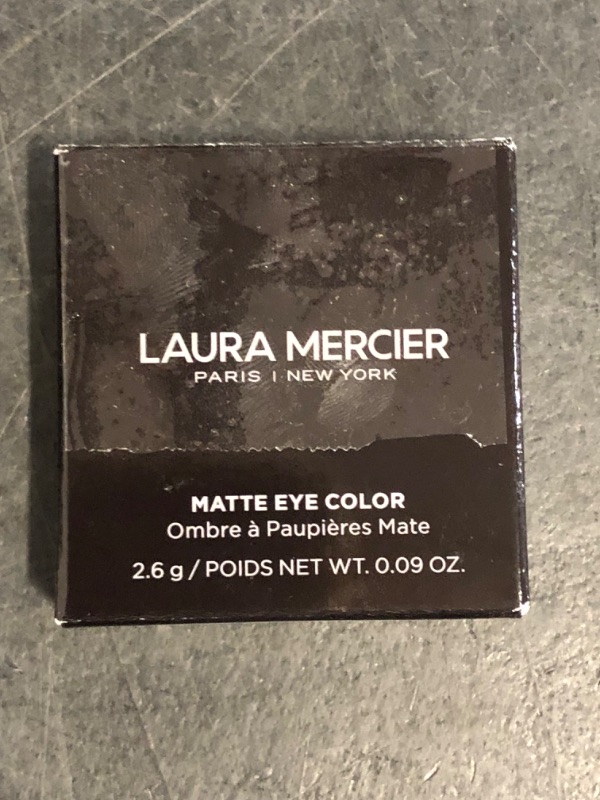 LAURA MERCIER
PARIS | NEW YORK
MATTE EYE COLOR
Ombre à Paupières Mate
2.6 g / POIDS NET WT. 0.09 OZ.